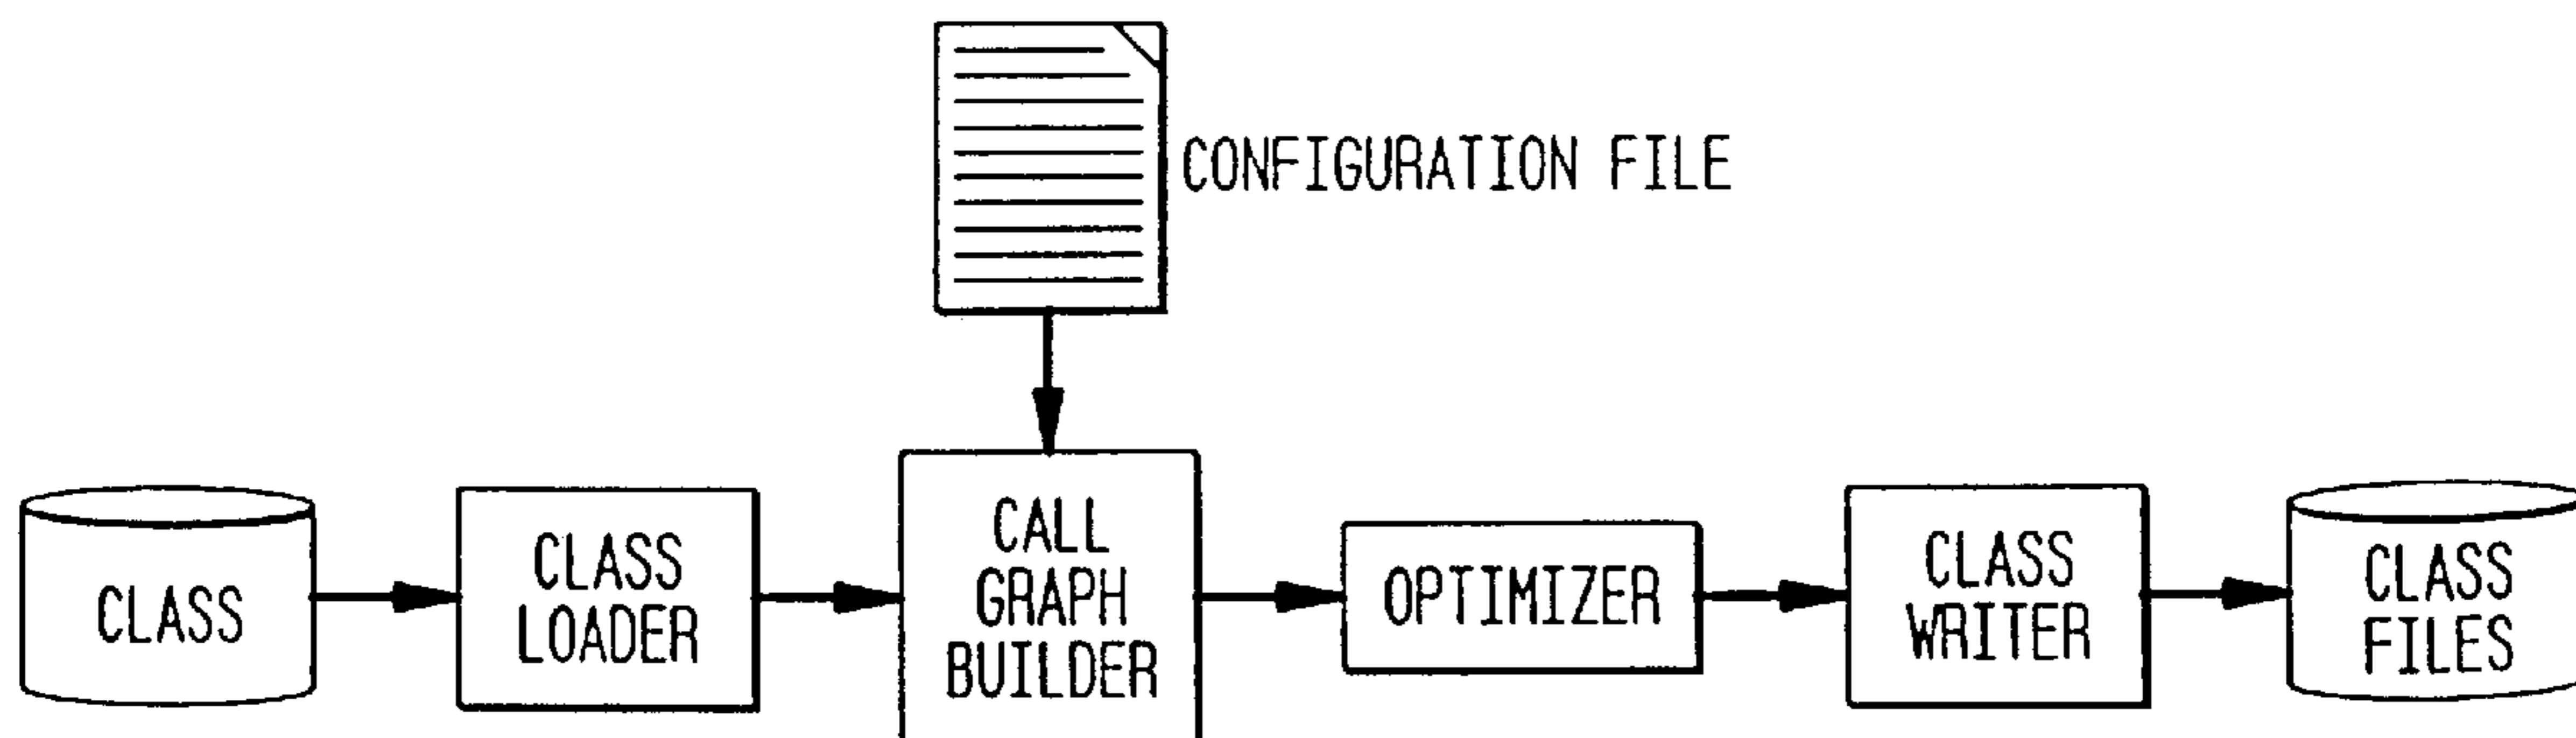 CONFIGURATION FILE
CLASS
CLASS
LOADER
CALL
GRAPH
BUILDER
OPTIMIZER
CLASS
WRITER
CLASS
FILES